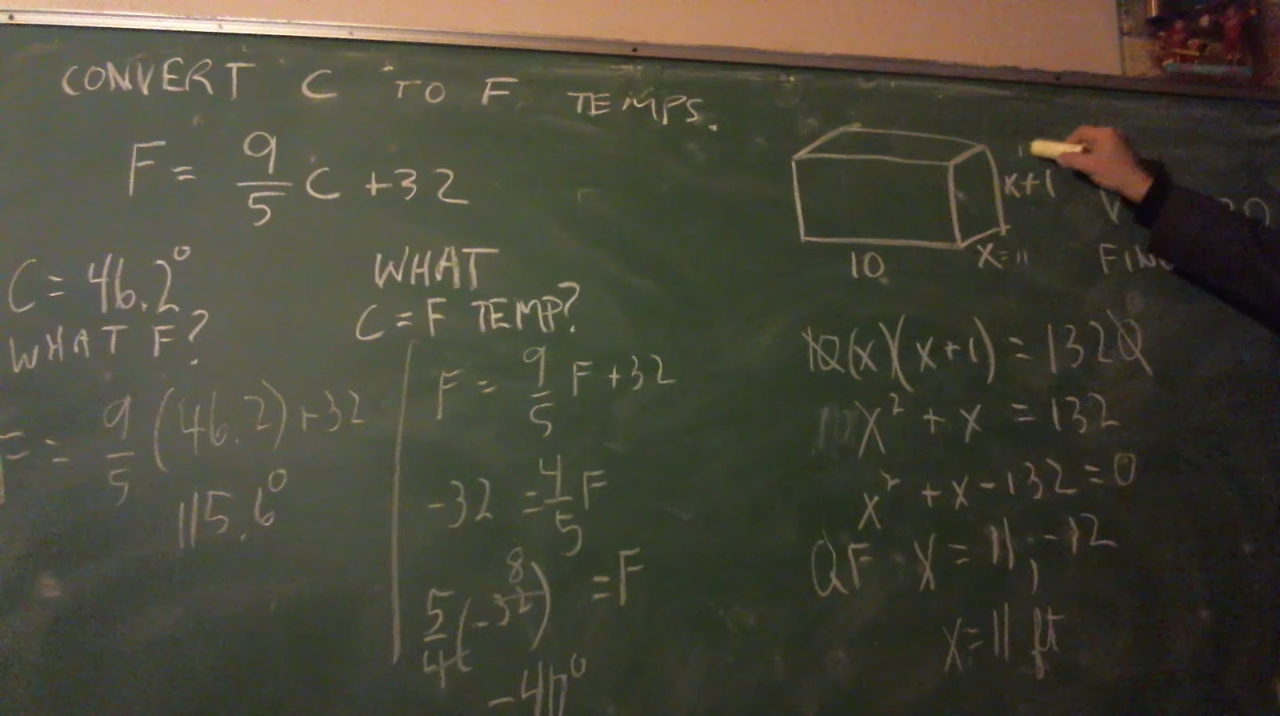 CONVERT C TO F TEMPS.
F = 9/5 C + 32
C = 46.2°
WHAT F?
F = 9/5 (46.2) + 32
115.6°
WHAT
C = F TEMP?
F = 9/5 F + 32
-32 = 4/5 F
5/4 (-32) 8 = F
-40°
x+1
10
x=11
10(x)(x+1) = 1320
x² + x = 132
x² + x - 132 = 0
QF x = 11, -12
x = 11 ft